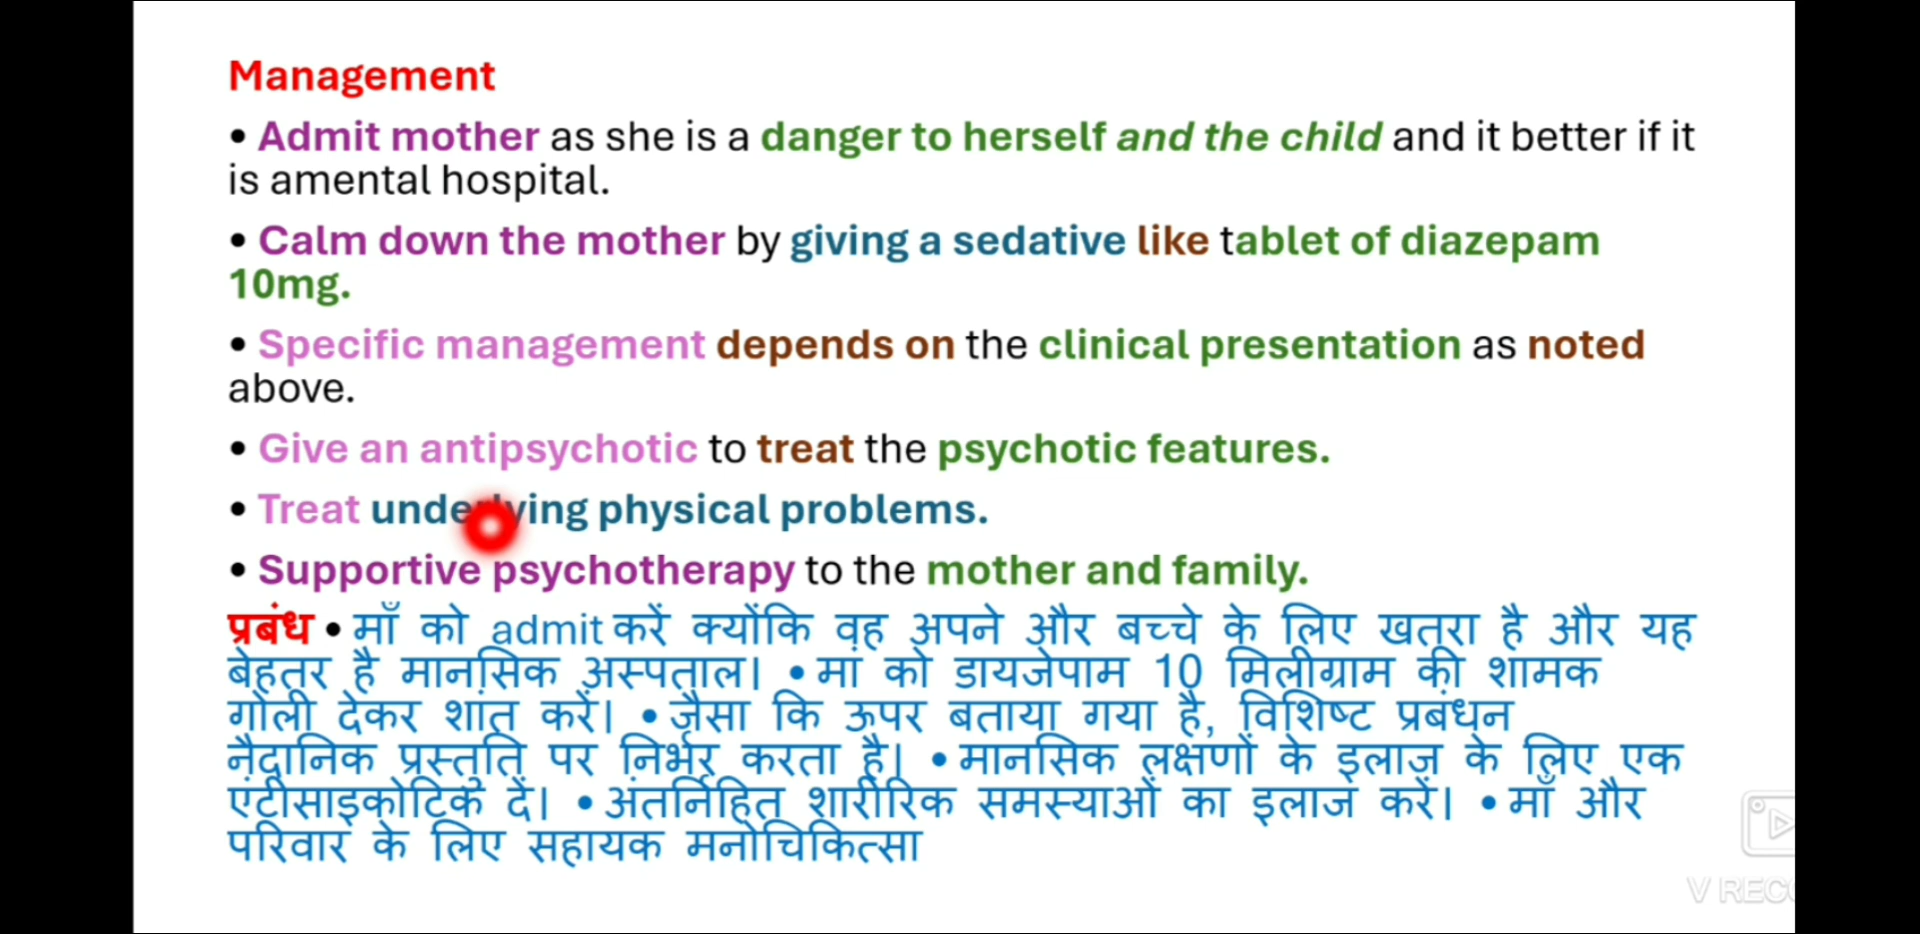 Management
• Admit mother as she is a danger to herself and the child and it better if it
is amental hospital.
• Calm down the mother by giving a sedative like tablet of diazepam
10mg.
• Specific management depends on the clinical presentation as noted
above.
• Give an antipsychotic to treat the psychotic features.
• Treat underlying physical problems.
• Supportive psychotherapy to the mother and family.
प्रबंध • माँ को admit करें क्योंकि वह अपने और बच्चे के लिए खतरा है और यह
बेहतर है मानसिक अस्पताल। • मां को डायजेपाम 10 मिलीग्राम की शामक
गोली देकर शांत करें। • जैसा कि ऊपर बताया गया है, विशिष्ट प्रबंधन
नैदानिक प्रस्तुति पर निर्भर करता है। • मानसिक लक्षणों के इलाज के लिए एक
एंटीसाइकोटिक दें। • अंतर्निहित शारीरिक समस्याओं का इलाज करें। • माँ और
परिवार के लिए सहायक मनोचिकित्सा
V REC